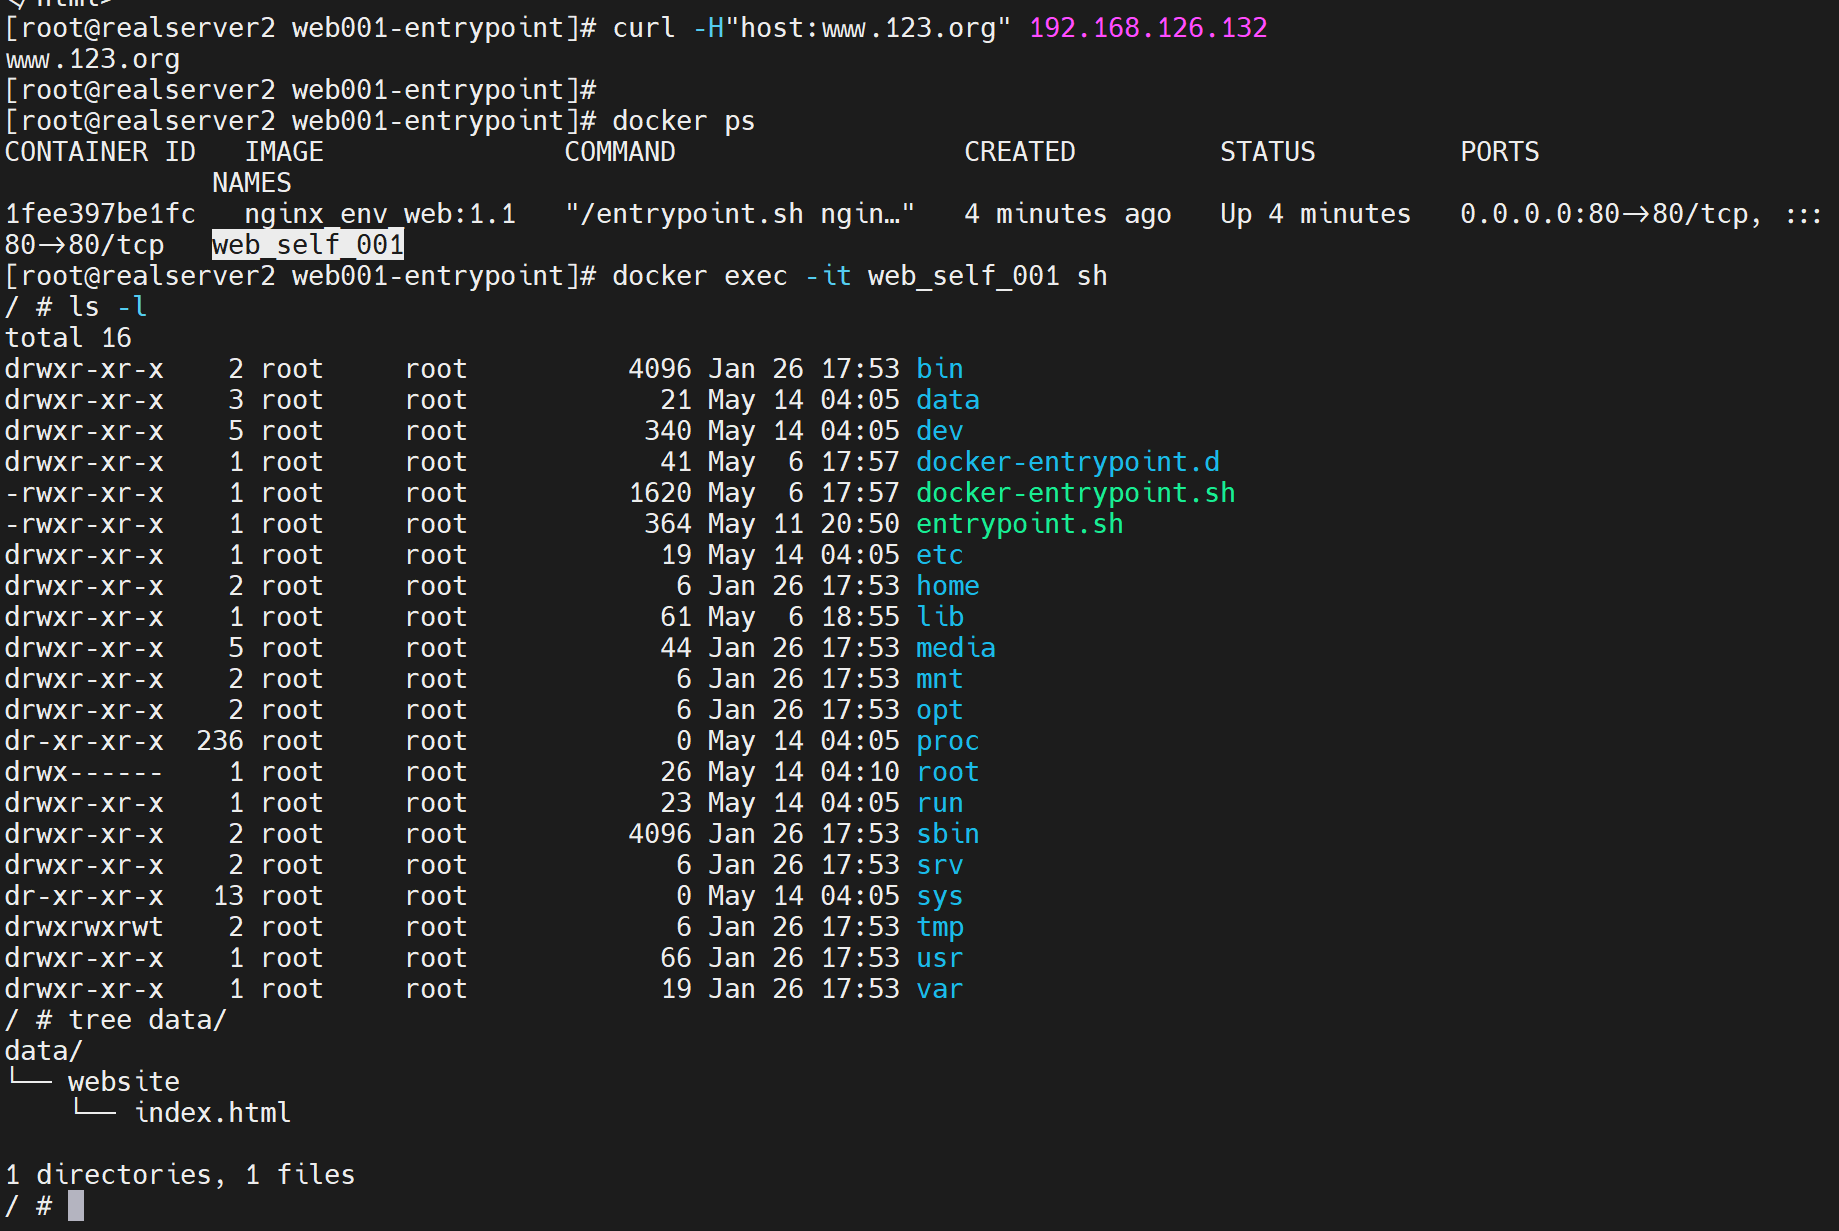 </html>
[root@realserver2 web001-entrypoint]# curl -H"host:www.123.org" 192.168.126.132
www.123.org
[root@realserver2 web001-entrypoint]#
[root@realserver2 web001-entrypoint]# docker ps
CONTAINER ID   IMAGE               COMMAND                  CREATED         STATUS         PORTS
             NAMES
1fee397be1fc   nginx_env_web:1.1   "/entrypoint.sh ngin…"   4 minutes ago   Up 4 minutes   0.0.0.0:80->80/tcp, :::
80->80/tcp   web_self_001
[root@realserver2 web001-entrypoint]# docker exec -it web_self_001 sh
/ # ls -l
total 16
drwxr-xr-x    2 root     root          4096 Jan 26 17:53 bin
drwxr-xr-x    3 root     root            21 May 14 04:05 data
drwxr-xr-x    5 root     root           340 May 14 04:05 dev
drwxr-xr-x    1 root     root            41 May  6 17:57 docker-entrypoint.d
-rwxr-xr-x    1 root     root          1620 May  6 17:57 docker-entrypoint.sh
-rwxr-xr-x    1 root     root           364 May 11 20:50 entrypoint.sh
drwxr-xr-x    1 root     root            19 May 14 04:05 etc
drwxr-xr-x    2 root     root             6 Jan 26 17:53 home
drwxr-xr-x    1 root     root            61 May  6 18:55 lib
drwxr-xr-x    5 root     root            44 Jan 26 17:53 media
drwxr-xr-x    2 root     root             6 Jan 26 17:53 mnt
drwxr-xr-x    2 root     root             6 Jan 26 17:53 opt
dr-xr-xr-x  236 root     root             0 May 14 04:05 proc
drwx------    1 root     root            26 May 14 04:10 root
drwxr-xr-x    1 root     root            23 May 14 04:05 run
drwxr-xr-x    2 root     root          4096 Jan 26 17:53 sbin
drwxr-xr-x    2 root     root             6 Jan 26 17:53 srv
dr-xr-xr-x   13 root     root             0 May 14 04:05 sys
drwxrwxrwt    2 root     root             6 Jan 26 17:53 tmp
drwxr-xr-x    1 root     root            66 Jan 26 17:53 usr
drwxr-xr-x    1 root     root            19 Jan 26 17:53 var
/ # tree data/
data/
└── website
    └── index.html
1 directories, 1 files
/ #